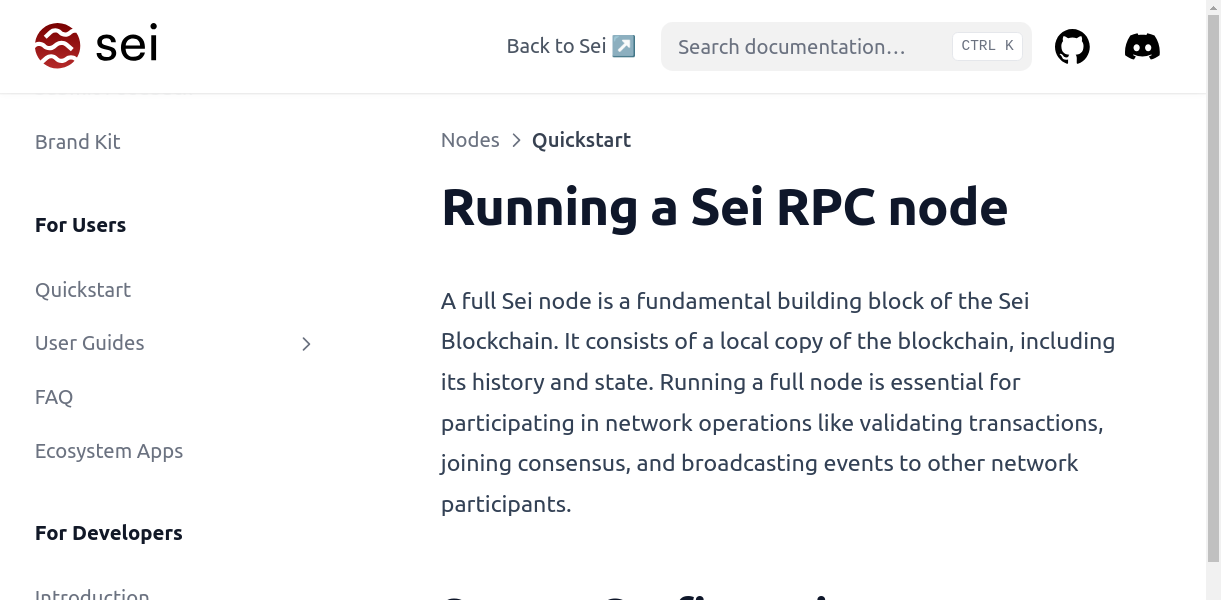 sei
Back to Sei ↗
Search documentation…
CTRL K
Brand Kit
For Users
Quickstart
User Guides
FAQ
Ecosystem Apps
For Developers
Introduction
Nodes > Quickstart
Running a Sei RPC node
A full Sei node is a fundamental building block of the Sei
Blockchain. It consists of a local copy of the blockchain, including
its history and state. Running a full node is essential for
participating in network operations like validating transactions,
joining consensus, and broadcasting events to other network
participants.